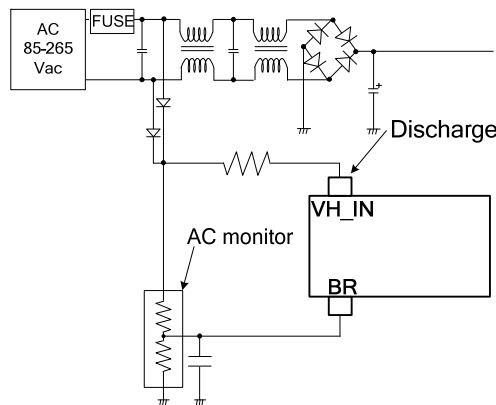 AC
85-265
Vac
FUSE
+
Discharge
VH_IN
AC monitor
BR